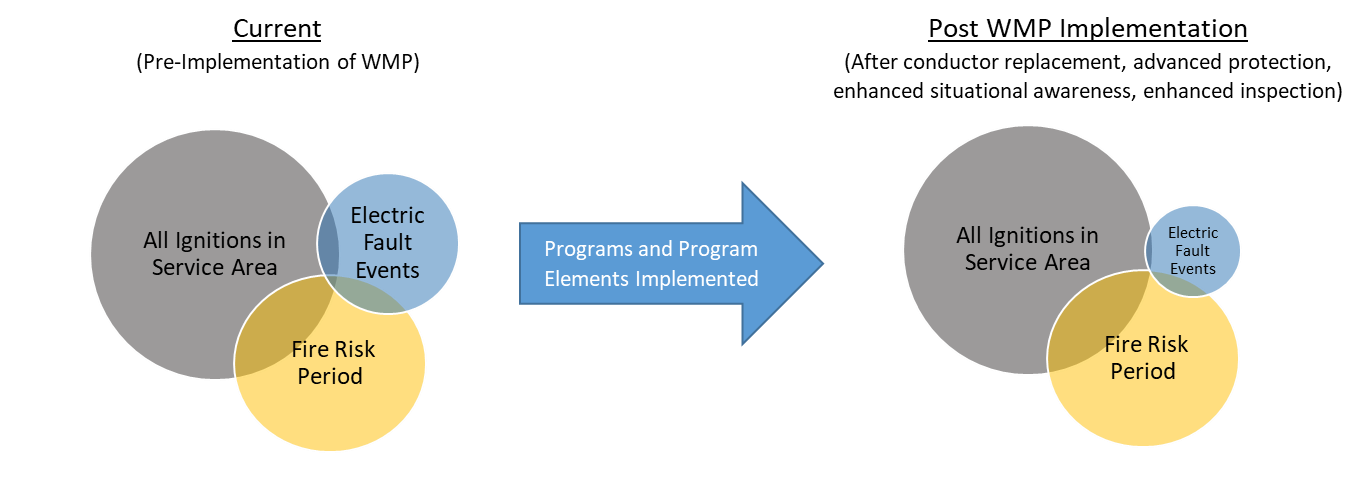 Current
(Pre-Implementation of WMP)
All Ignitions in
Service Area
Electric
Fault
Events
Fire Risk
Period
Programs and Program
Elements Implemented
Post WMP Implementation
(After conductor replacement, advanced protection,
enhanced situational awareness, enhanced inspection)
All Ignitions in
Service Area
Electric
Fault
Events
Fire Risk
Period